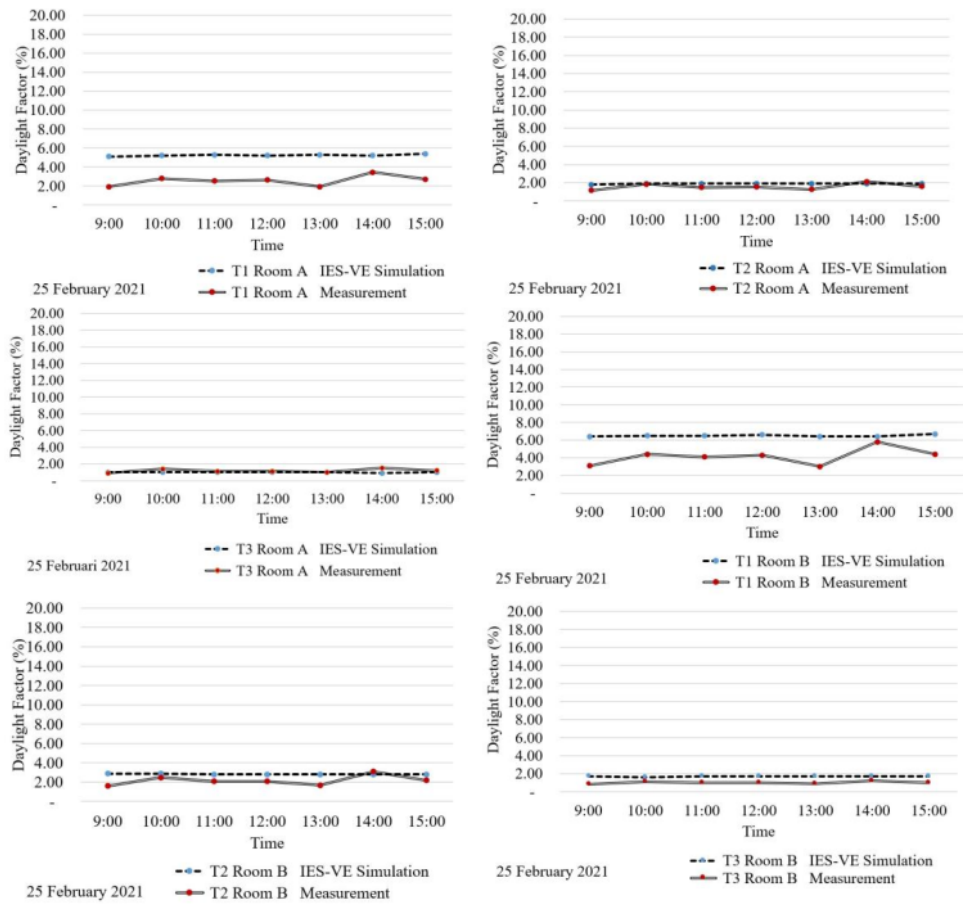 20.00
18.00
16.00
14.00
12.00
10.00
8.00
6.00
4.00
2.00
-
Daylight Factor (%)
9:00 10:00 11:00 12:00 13:00 14:00 15:00
Time
T1 Room A IES-VE Simulation
T1 Room A Measurement
25 February 2021
20.00
18.00
16.00
14.00
12.00
10.00
8.00
6.00
4.00
2.00
-
Daylight Factor (%)
9:00 10:00 11:00 12:00 13:00 14:00 15:00
Time
T2 Room A IES-VE Simulation
T2 Room A Measurement
25 February 2021
20.00
18.00
16.00
14.00
12.00
10.00
8.00
6.00
4.00
2.00
-
Daylight Factor (%)
9:00 10:00 11:00 12:00 13:00 14:00 15:00
Time
T3 Room A IES-VE Simulation
T3 Room A Measurement
25 Februari 2021
20.00
18.00
16.00
14.00
12.00
10.00
8.00
6.00
4.00
2.00
-
Daylight Factor (%)
9:00 10:00 11:00 12:00 13:00 14:00 15:00
Time
T1 Room B IES-VE Simulation
T1 Room B Measurement
25 February 2021
20.00
18.00
16.00
14.00
12.00
10.00
8.00
6.00
4.00
2.00
-
Daylight Factor (%)
9:00 10:00 11:00 12:00 13:00 14:00 15:00
Time
T2 Room B IES-VE Simulation
T2 Room B Measurement
25 February 2021
20.00
18.00
16.00
14.00
12.00
10.00
8.00
6.00
4.00
2.00
-
Daylight Factor (%)
9:00 10:00 11:00 12:00 13:00 14:00 15:00
Time
T3 Room B IES-VE Simulation
T3 Room B Measurement
25 February 2021